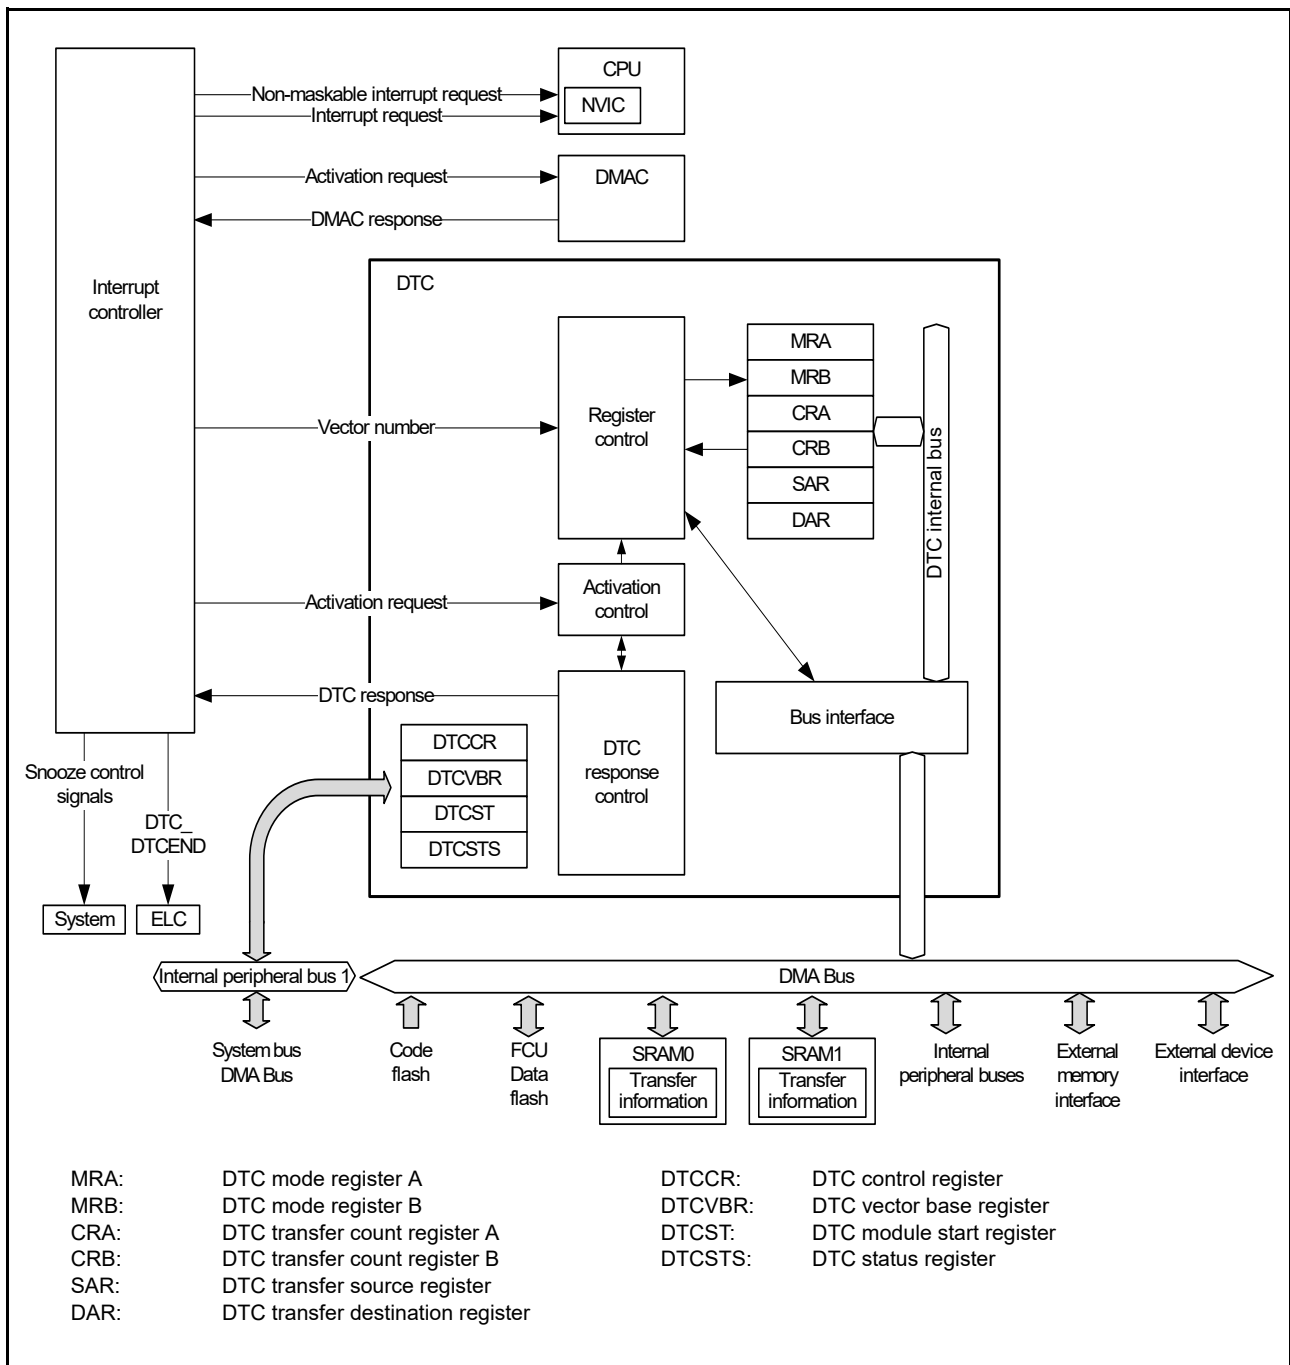 CPU
NVIC
Non-maskable interrupt request
Interrupt request
Activation request
DMAC
DMAC response
Interrupt
controller
DTC
MRA
MRB
CRA
CRB
SAR
DAR
Register
control
Vector number
DTC internal bus
Activation
control
Activation request
DTC response
Bus interface
DTC
response
control
DTCCR
DTCVBR
DTCST
DTCSTS
Snooze control
signals
DTC_
DTCEND
System
ELC
Internal peripheral bus 1
DMA Bus
System bus
DMA Bus
Code
flash
FCU
Data
flash
SRAM0
Transfer
information
SRAM1
Transfer
information
Internal
peripheral buses
External
memory
interface
External device
interface
MRA: DTC mode register A
MRB: DTC mode register B
CRA: DTC transfer count register A
CRB: DTC transfer count register B
SAR: DTC transfer source register
DAR: DTC transfer destination register
DTCCR: DTC control register
DTCVBR: DTC vector base register
DTCST: DTC module start register
DTCSTS: DTC status register